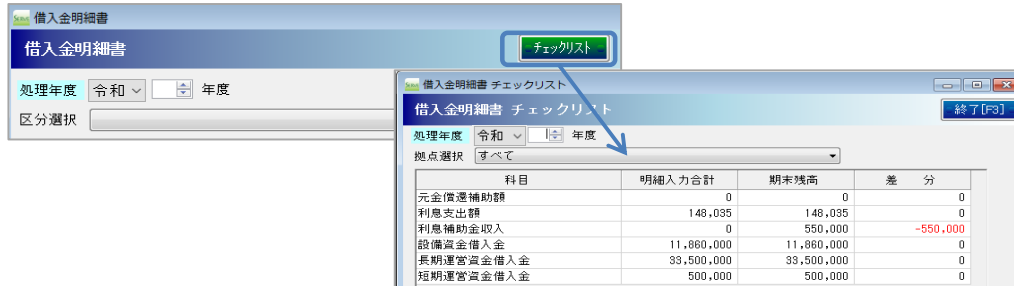 借入金明細書
借入金明細書 チェックリスト
処理年度 令和 年度
区分選択
借入金明細書 チェックリスト
借入金明細書 チェックリスト 終了[F3]
処理年度 令和 年度
拠点選択 すべて
科目 明細入力合計 期末残高 差 分
元金償還補助額 0 0 0
利息支出額 148,035 148,035 0
利息補助金収入 0 550,000 -550,000
設備資金借入金 11,860,000 11,860,000 0
長期運営資金借入金 33,500,000 33,500,000 0
短期運営資金借入金 500,000 500,000 0